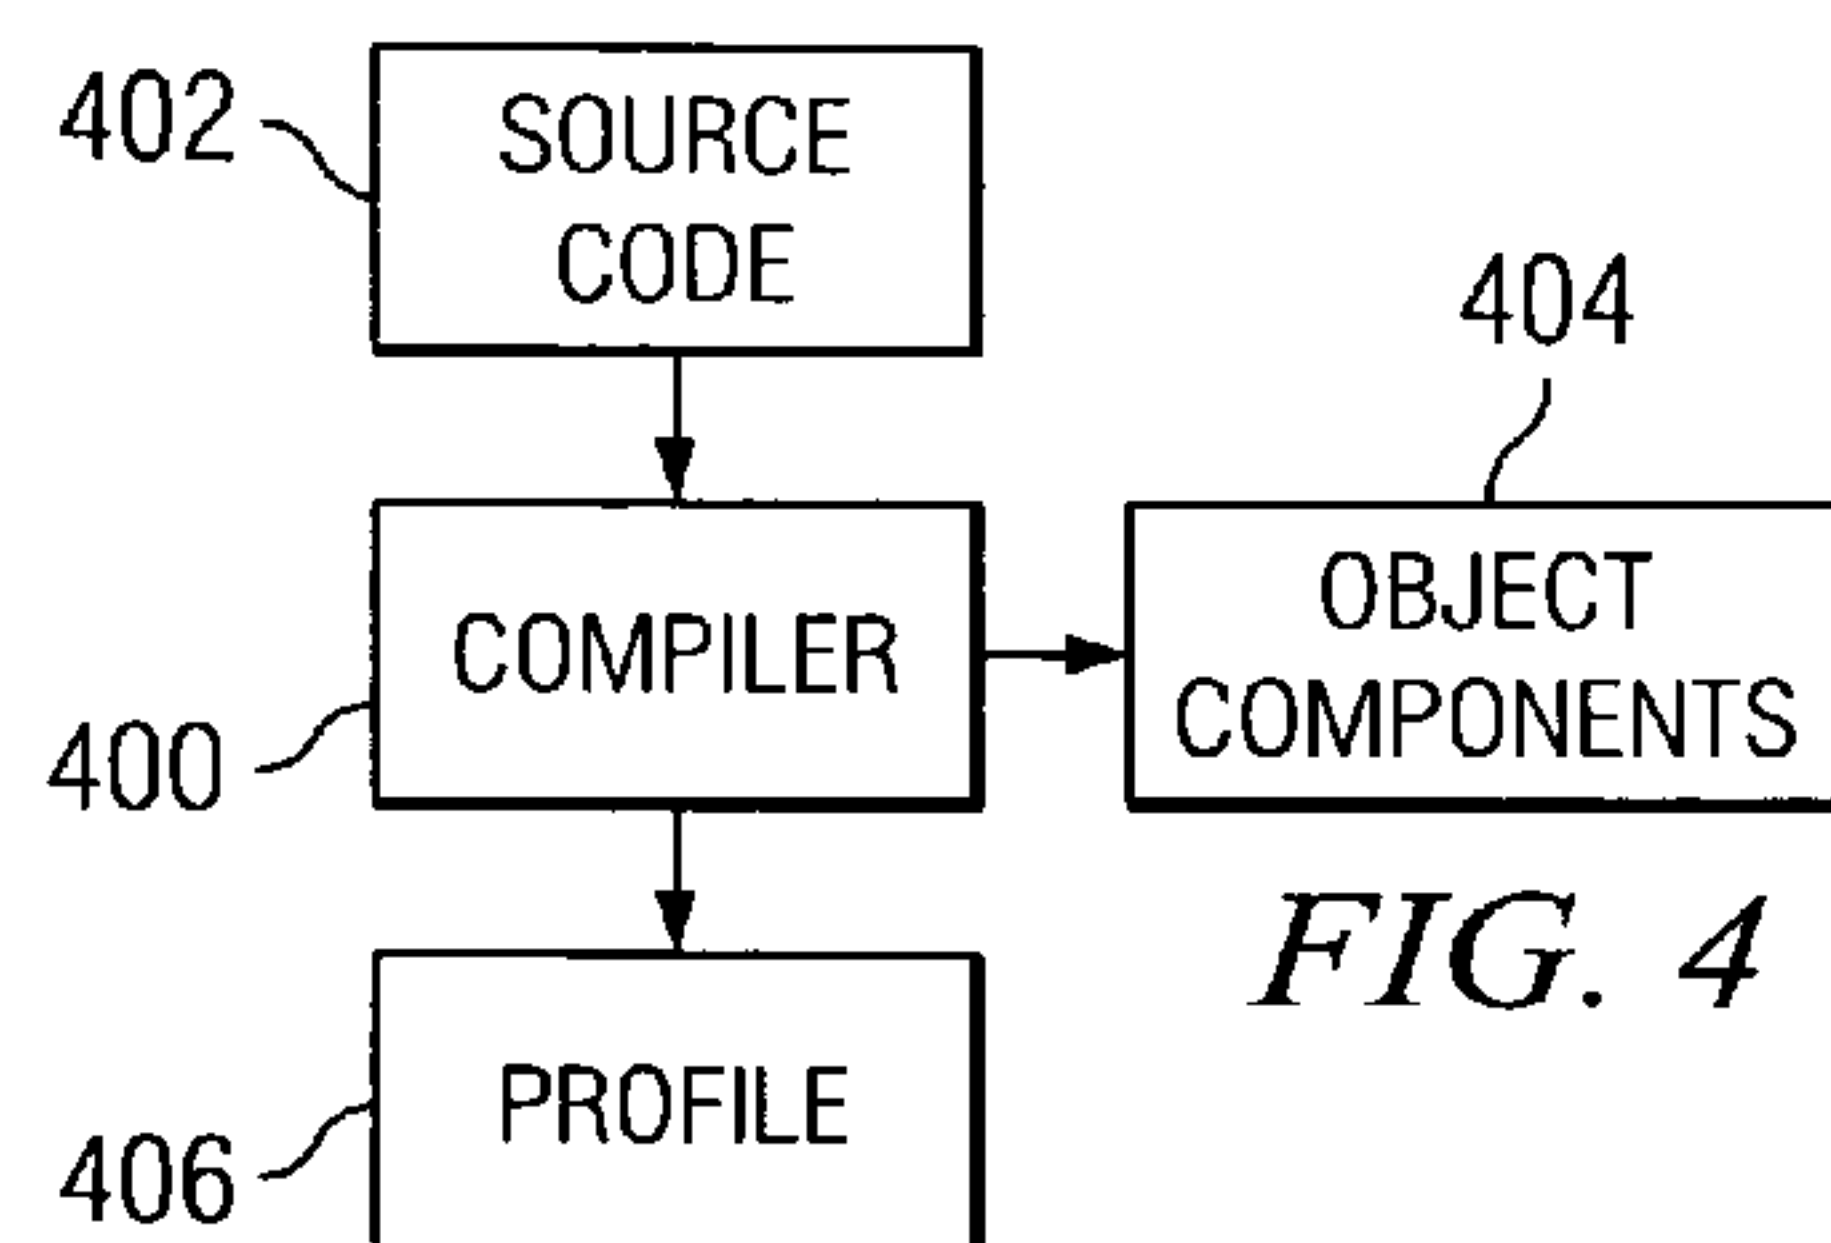 402
SOURCE
CODE
404
COMPILER
OBJECT
COMPONENTS
400
FIG. 4
PROFILE
406